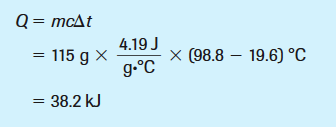 Q = mcΔt
= 115 g × 4.19 J / g•°C × (98.8 − 19.6) °C
= 38.2 kJ